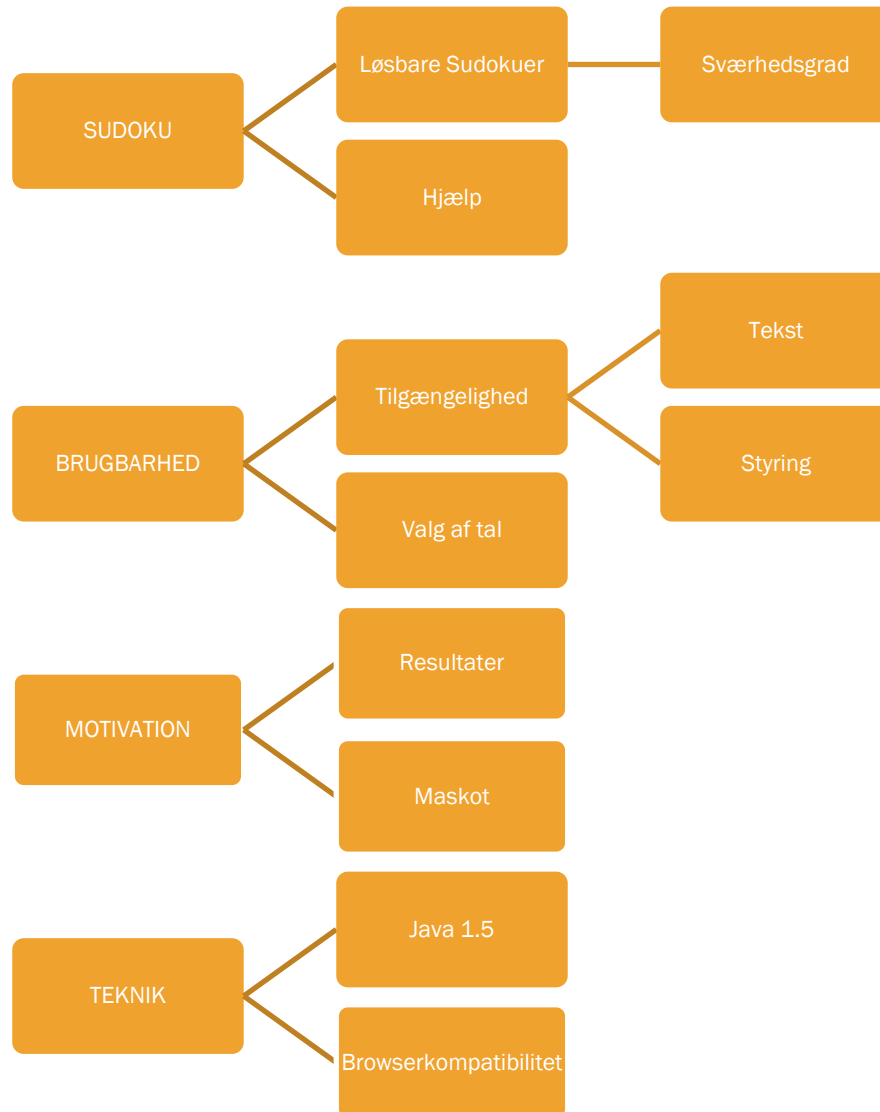 SUDOKU
Løsbare Sudokuer
Sværhedsgrad
Hjælp
BRUGBARHED
Tilgængelighed
Tekst
Styring
Valg af tal
MOTIVATION
Resultater
Maskot
TEKNIK
Java 1.5
Browserkompatibilitet